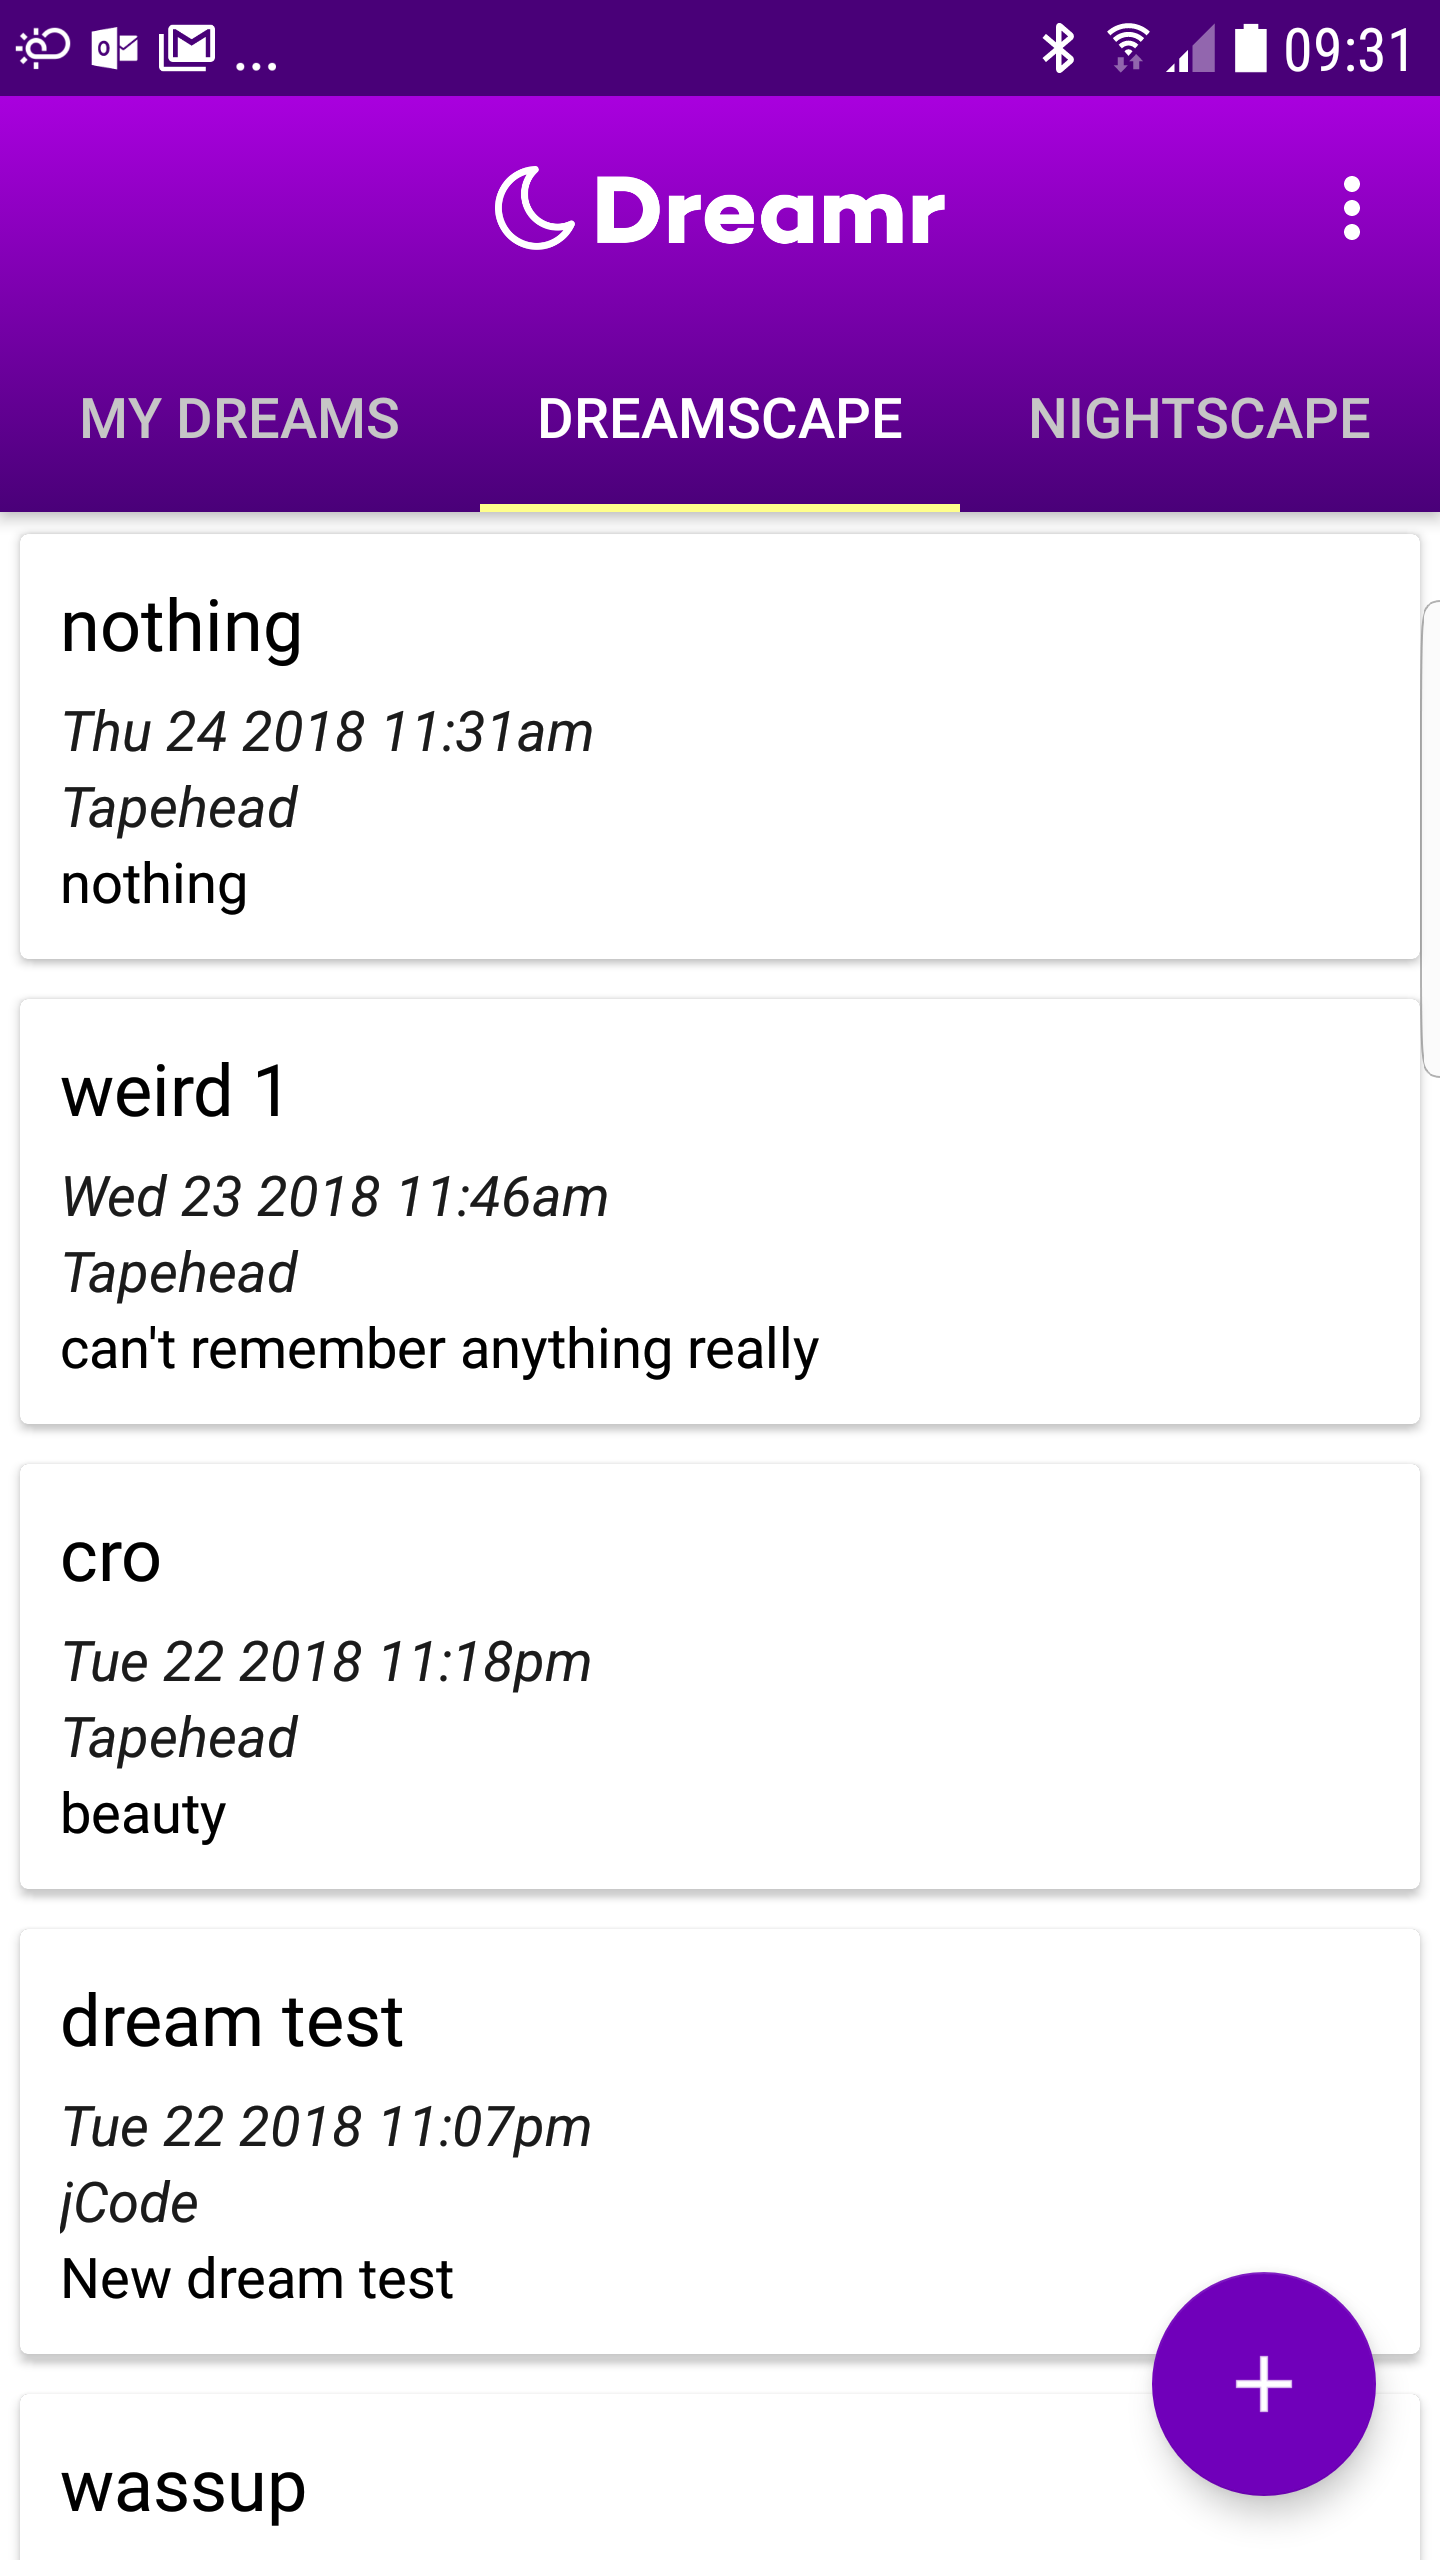 ... 09:31
Dreamr
MY DREAMS DREAMSCAPE NIGHTSCAPE
nothing
Thu 24 2018 11:31am
Tapehead
nothing
weird 1
Wed 23 2018 11:46am
Tapehead
can't remember anything really
cro
Tue 22 2018 11:18pm
Tapehead
beauty
dream test
Tue 22 2018 11:07pm
jCode
New dream test
wassup